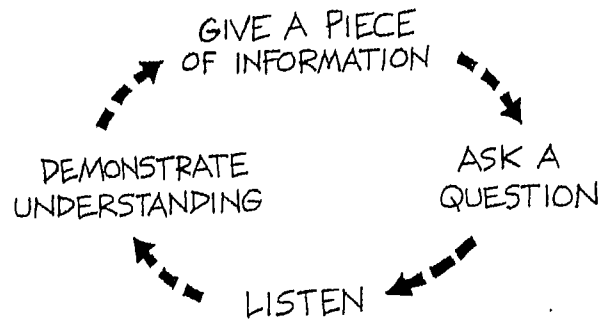 GIVE A PIECE
OF INFORMATION
ASK A
QUESTION
LISTEN
DEMONSTRATE
UNDERSTANDING